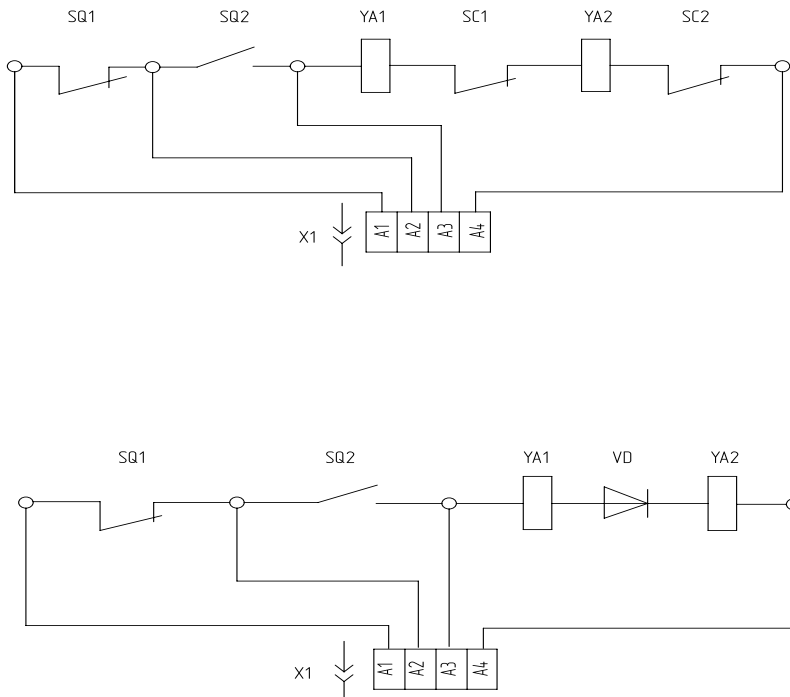 SQ1 SQ2 YA1 SC1 YA2 SC2
X1 A1 A2 A3 A4
SQ1 SQ2 YA1 VD YA2
X1 A1 A2 A3 A4